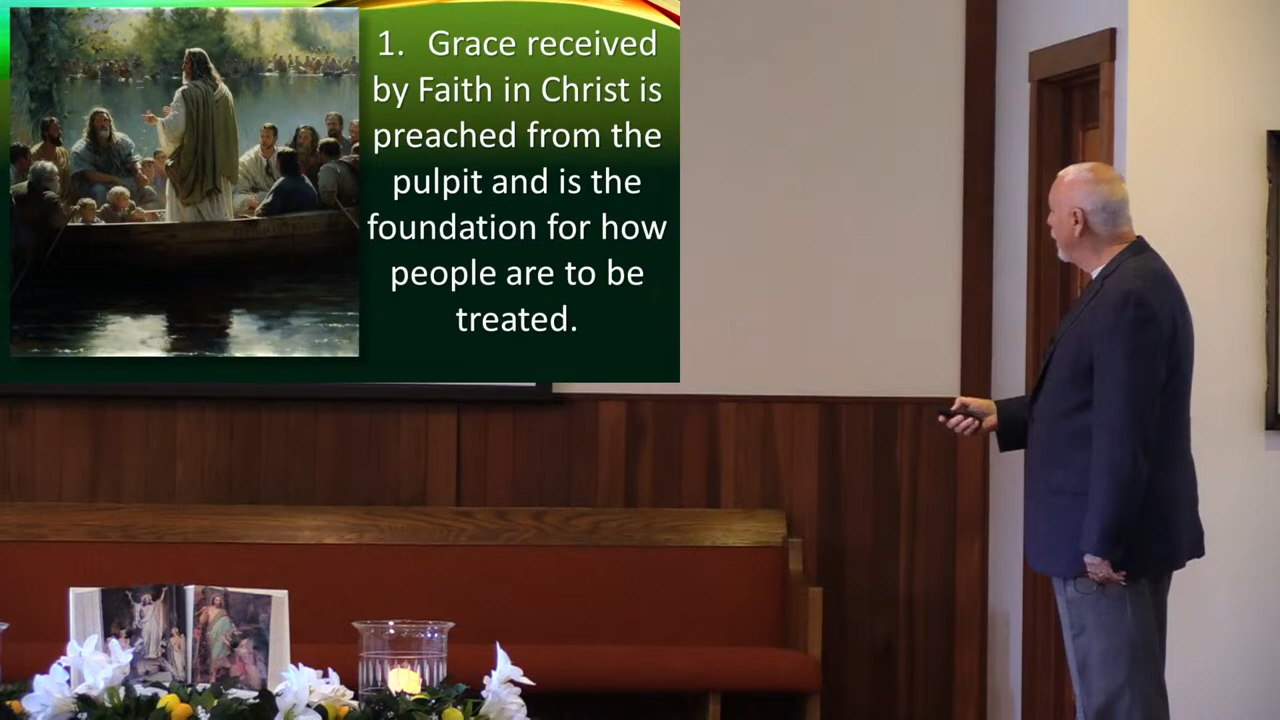 1. Grace received
by Faith in Christ is
preached from the
pulpit and is the
foundation for how
people are to be
treated.